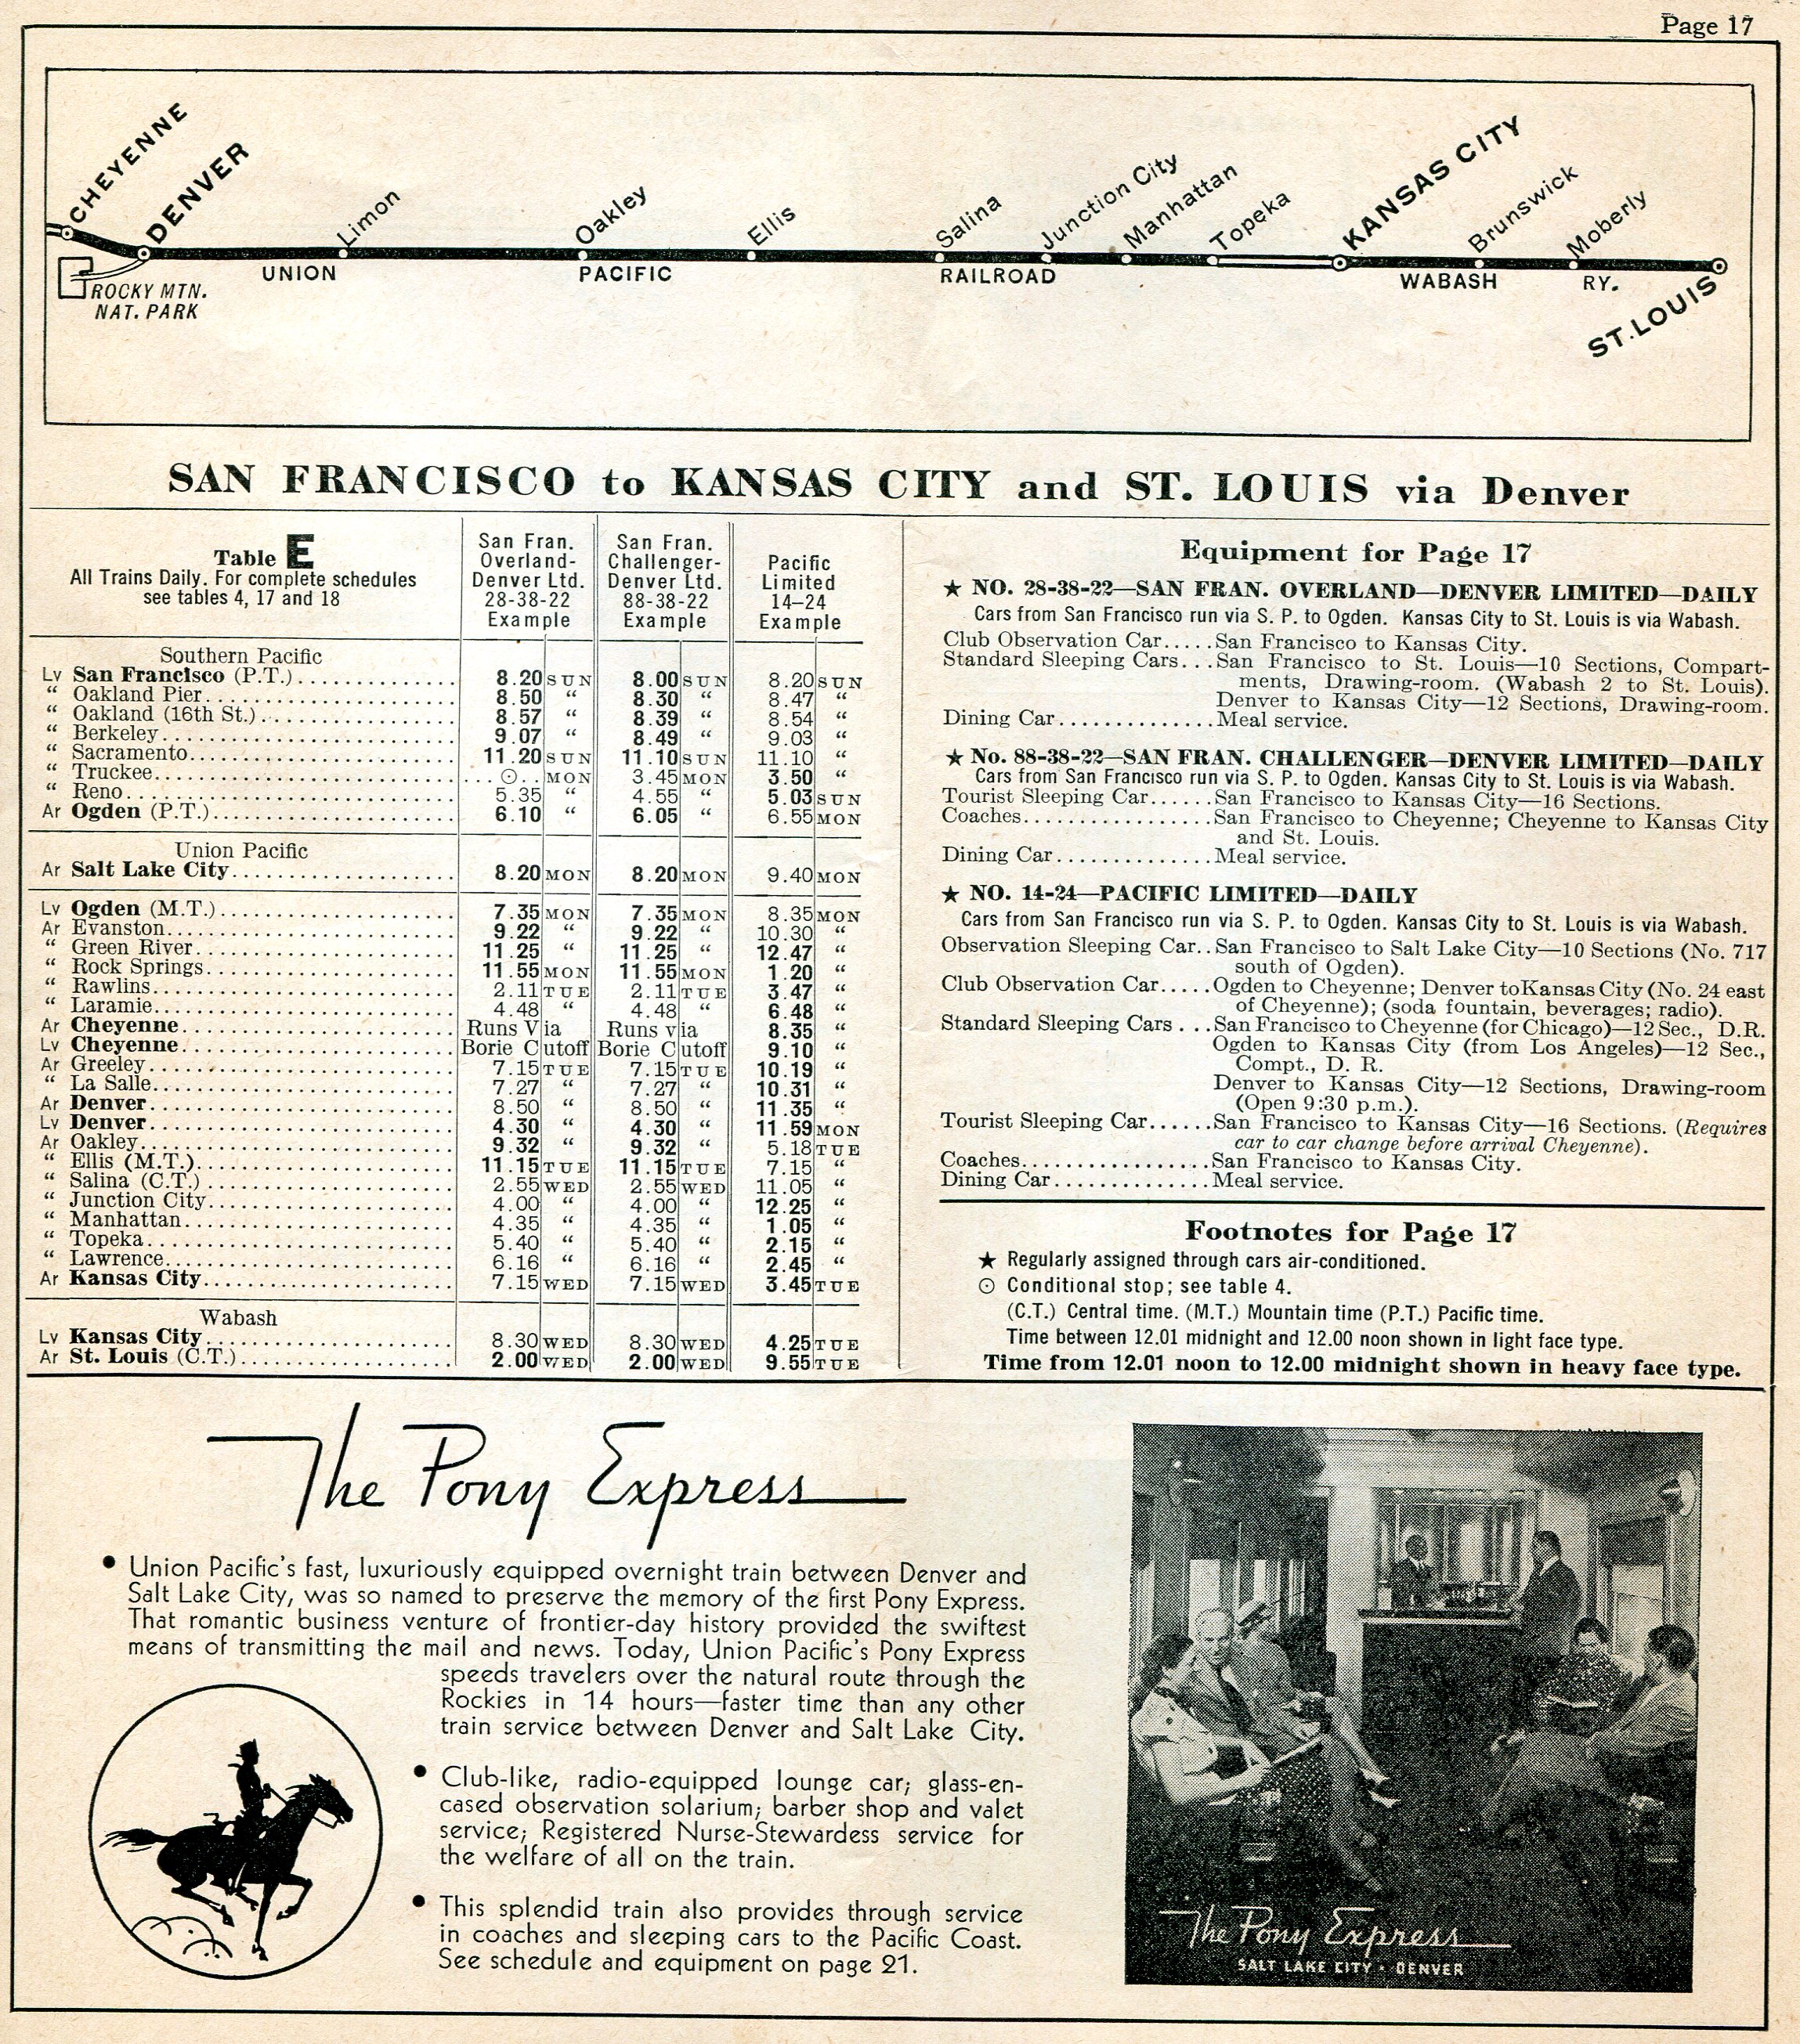 Page 17
CHEYENNE
DENVER
Limon
Oakley
Ellis
Salina
Junction City
Manhattan
Topeka
KANSAS CITY
Brunswick
Moberly
ST. LOUIS
UNION PACIFIC RAILROAD WABASH RY.
ROCKY MTN.
NAT. PARK
SAN FRANCISCO to KANSAS CITY and ST. LOUIS via Denver
Table E
All Trains Daily. For complete schedules
see tables 4, 17 and 18
San Fran.
Overland-
Denver Ltd.
28-38-22
Example
San Fran.
Challenger-
Denver Ltd.
88-38-22
Example
Pacific
Limited
14–24
Example
Southern Pacific
Lv San Francisco (P.T.) 8.20 SUN 8.00 SUN 8.20 SUN
“ Oakland Pier 8.50 “ 8.30 “ 8.47 “
“ Oakland (16th St.) 8.57 “ 8.39 “ 8.54 “
“ Berkeley 9.07 “ 8.49 “ 9.03 “
“ Sacramento 11.20 SUN 11.10 SUN 11.10 “
“ Truckee ...⊙.. MON 3.45 MON 3.50 “
“ Reno 5.35 “ 4.55 “ 5.03 SUN
Ar Ogden (P.T.) 6.10 “ 6.05 “ 6.55 MON
Union Pacific
Ar Salt Lake City 8.20 MON 8.20 MON 9.40 MON
Lv Ogden (M.T.) 7.35 MON 7.35 MON 8.35 MON
Ar Evanston 9.22 “ 9.22 “ 10.30 “
“ Green River 11.25 “ 11.25 “ 12.47 “
“ Rock Springs 11.55 MON 11.55 MON 1.20 “
“ Rawlins 2.11 TUE 2.11 TUE 3.47 “
“ Laramie 4.48 “ 4.48 “ 6.48 “
Ar Cheyenne Runs Via Runs via 8.35 “
Lv Cheyenne Borie Cutoff Borie Cutoff 9.10 “
Ar Greeley 7.15 TUE 7.15 TUE 10.19 “
“ La Salle 7.27 “ 7.27 “ 10.31 “
Ar Denver 8.50 “ 8.50 “ 11.35 “
Lv Denver 4.30 “ 4.30 “ 11.59 MON
Ar Oakley 9.32 “ 9.32 “ 5.18 TUE
“ Ellis (M.T.) 11.15 TUE 11.15 TUE 7.15 “
“ Salina (C.T.) 2.55 WED 2.55 WED 11.05 “
“ Junction City 4.00 “ 4.00 “ 12.25 “
“ Manhattan 4.35 “ 4.35 “ 1.05 “
“ Topeka 5.40 “ 5.40 “ 2.15 “
“ Lawrence 6.16 “ 6.16 “ 2.45 “
Ar Kansas City 7.15 WED 7.15 WED 3.45 TUE
Wabash
Lv Kansas City 8.30 WED 8.30 WED 4.25 TUE
Ar St. Louis (C.T.) 2.00 WED 2.00 WED 9.55 TUE
Equipment for Page 17
★ NO. 28-38-22—SAN FRAN. OVERLAND—DENVER LIMITED—DAILY
Cars from San Francisco run via S. P. to Ogden. Kansas City to St. Louis is via Wabash.
Club Observation Car.....San Francisco to Kansas City.
Standard Sleeping Cars...San Francisco to St. Louis—10 Sections, Compart-
ments, Drawing-room. (Wabash 2 to St. Louis).
Denver to Kansas City—12 Sections, Drawing-room.
Dining Car..............Meal service.
★ No. 88-38-22—SAN FRAN. CHALLENGER—DENVER LIMITED—DAILY
Cars from San Francisco run via S. P. to Ogden. Kansas City to St. Louis is via Wabash.
Tourist Sleeping Car......San Francisco to Kansas City—16 Sections.
Coaches.................San Francisco to Cheyenne; Cheyenne to Kansas City
and St. Louis.
Dining Car..............Meal service.
★ NO. 14-24—PACIFIC LIMITED—DAILY
Cars from San Francisco run via S. P. to Ogden. Kansas City to St. Louis is via Wabash.
Observation Sleeping Car..San Francisco to Salt Lake City—10 Sections (No. 717
south of Ogden).
Club Observation Car.....Ogden to Cheyenne; Denver to Kansas City (No. 24 east
of Cheyenne); (soda fountain, beverages; radio).
Standard Sleeping Cars ...San Francisco to Cheyenne (for Chicago)—12 Sec., D.R.
Ogden to Kansas City (from Los Angeles)—12 Sec.,
Compt., D. R.
Denver to Kansas City—12 Sections, Drawing-room
(Open 9:30 p.m.).
Tourist Sleeping Car......San Francisco to Kansas City—16 Sections. (Requires
car to car change before arrival Cheyenne).
Coaches.................San Francisco to Kansas City.
Dining Car..............Meal service.
Footnotes for Page 17
★ Regularly assigned through cars air-conditioned.
⊙ Conditional stop; see table 4.
(C.T.) Central time. (M.T.) Mountain time (P.T.) Pacific time.
Time between 12.01 midnight and 12.00 noon shown in light face type.
Time from 12.01 noon to 12.00 midnight shown in heavy face type.
The Pony Express
● Union Pacific's fast, luxuriously equipped overnight train between Denver and
Salt Lake City, was so named to preserve the memory of the first Pony Express.
That romantic business venture of frontier-day history provided the swiftest
means of transmitting the mail and news. Today, Union Pacific's Pony Express
speeds travelers over the natural route through the
Rockies in 14 hours—faster time than any other
train service between Denver and Salt Lake City.
● Club-like, radio-equipped lounge car; glass-en-
cased observation solarium; barber shop and valet
service; Registered Nurse-Stewardess service for
the welfare of all on the train.
● This splendid train also provides through service
in coaches and sleeping cars to the Pacific Coast.
See schedule and equipment on page 21.
The Pony Express
SALT LAKE CITY • DENVER